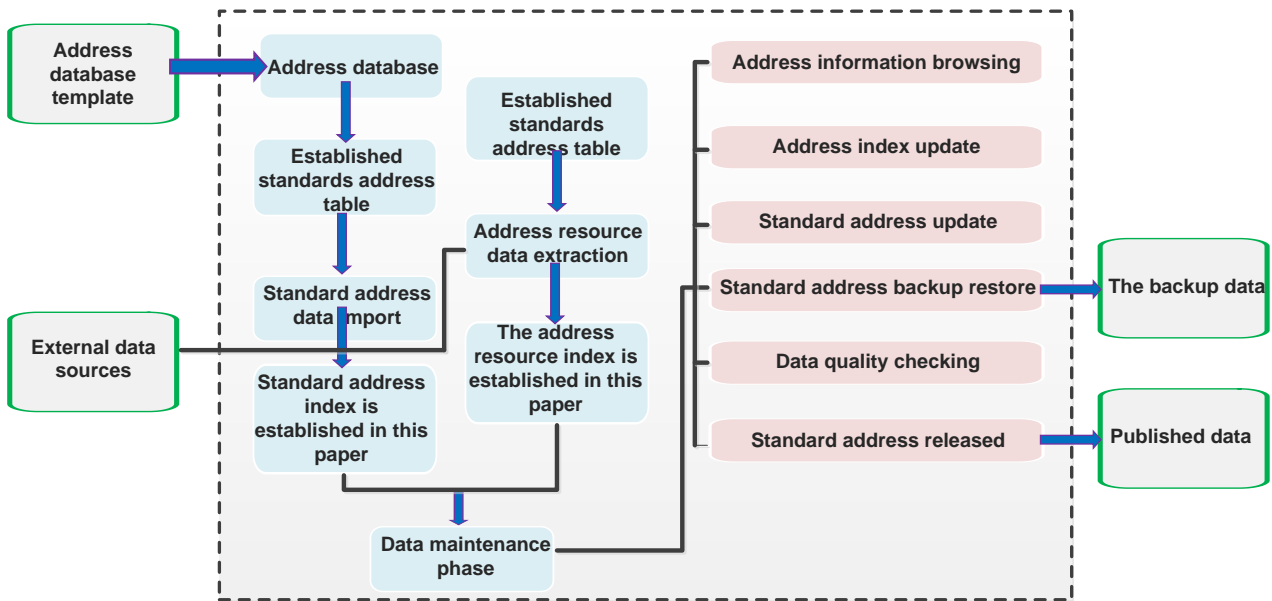 Address
database
template
External data
sources
Address database
Established
standards address
table
Standard address
data import
Standard address
index is
established in this
paper
Established
standards
address table
Address resource
data extraction
The address
resource index is
established in this
paper
Data maintenance
phase
Address information browsing
Address index update
Standard address update
Standard address backup restore
Data quality checking
Standard address released
The backup data
Published data